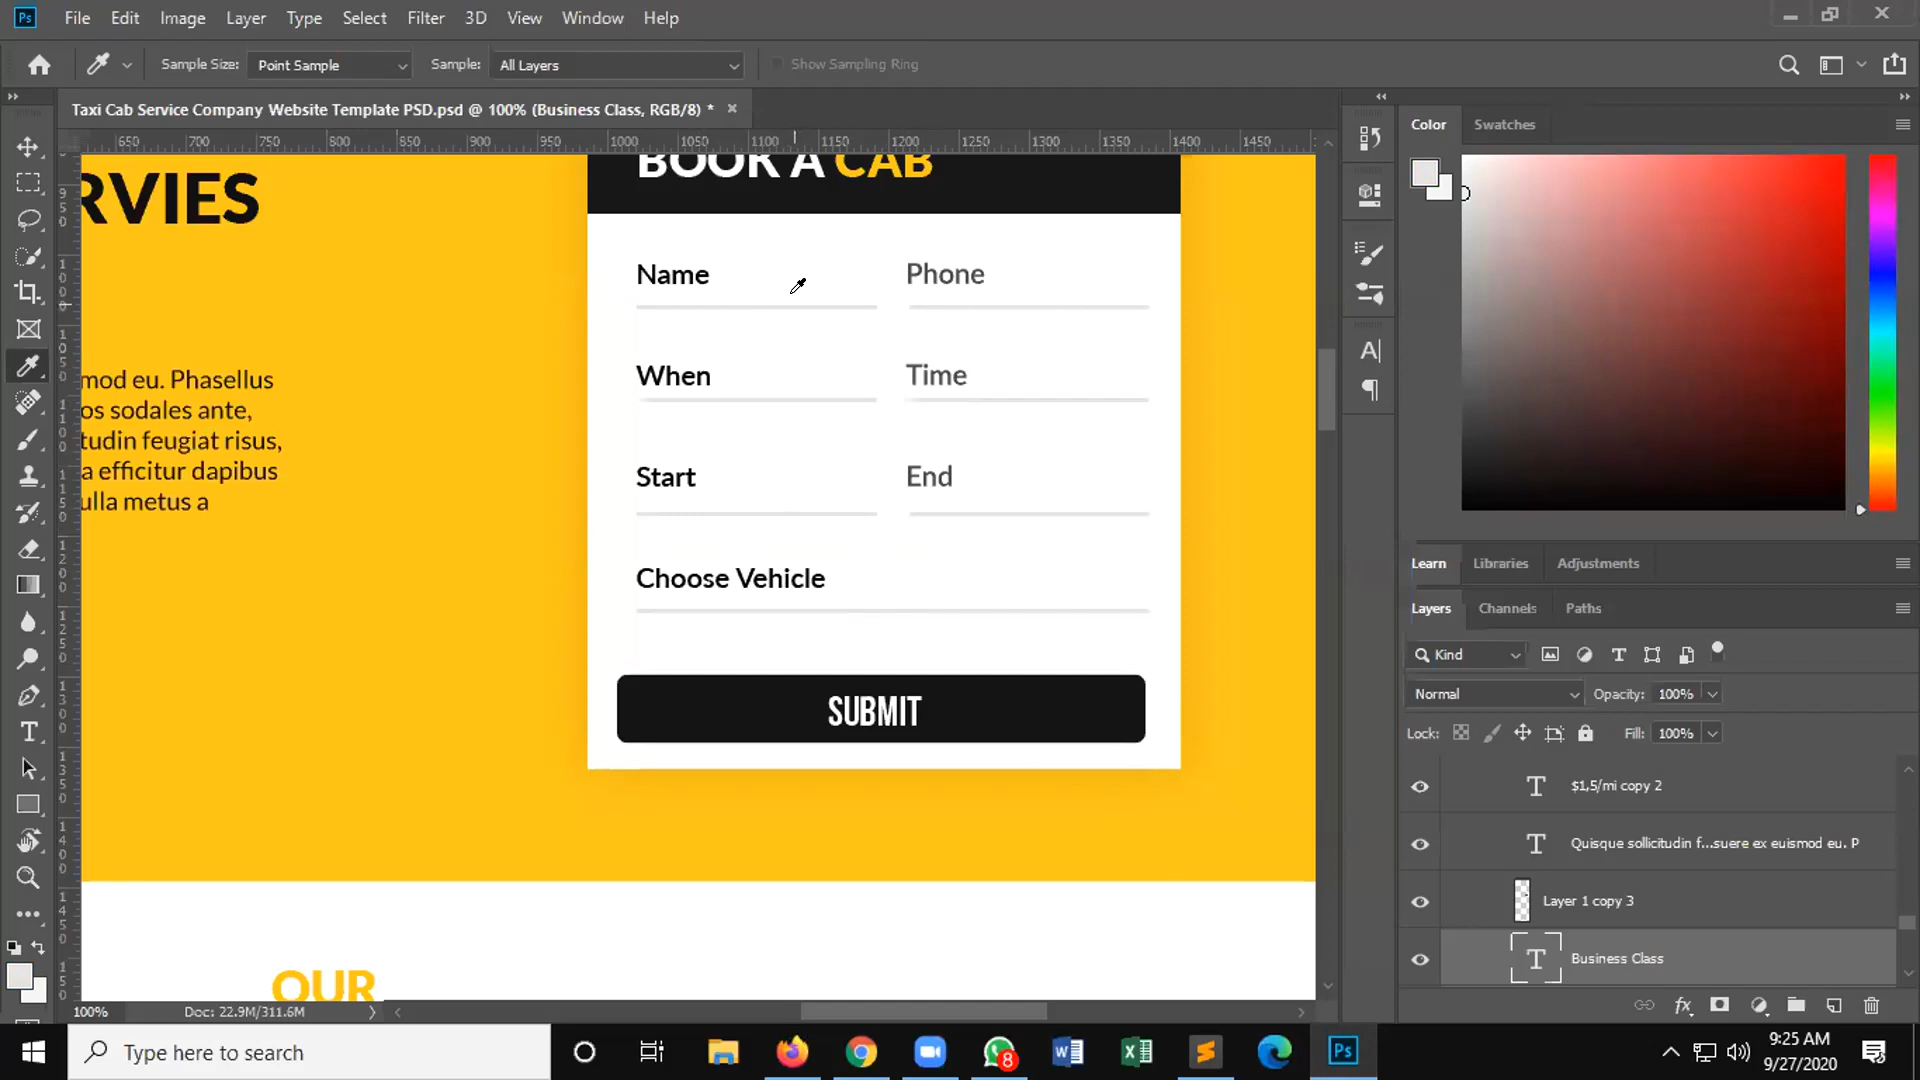 Ps File Edit Image Layer Type Select Filter 3D View Window Help
Sample Size: Point Sample Sample: All Layers Show Sampling Ring
Taxi Cab Service Company Website Template PSD.psd @ 100% (Business Class, RGB/8) *
650 700 750 800 850 900 950 1000 1050 1100 1150 1200 1250 1300 1350 1400 1450
Color Swatches
BOOK A CAB
RVIES
Name Phone
When Time
mod eu. Phasellus
os sodales ante,
tudin feugiat risus,
a efficitur dapibus
ulla metus a
Start End
Choose Vehicle
SUBMIT
OUR
Learn Libraries Adjustments
Layers Channels Paths
Kind
Normal Opacity: 100%
Lock: Fill: 100%
$1,5/mi copy 2
Quisque sollicitudin f...suere ex euismod eu. P
Layer 1 copy 3
Business Class
100% Doc: 22.9M/311.6M
Type here to search
8
Ps
9:25 AM
9/27/2020